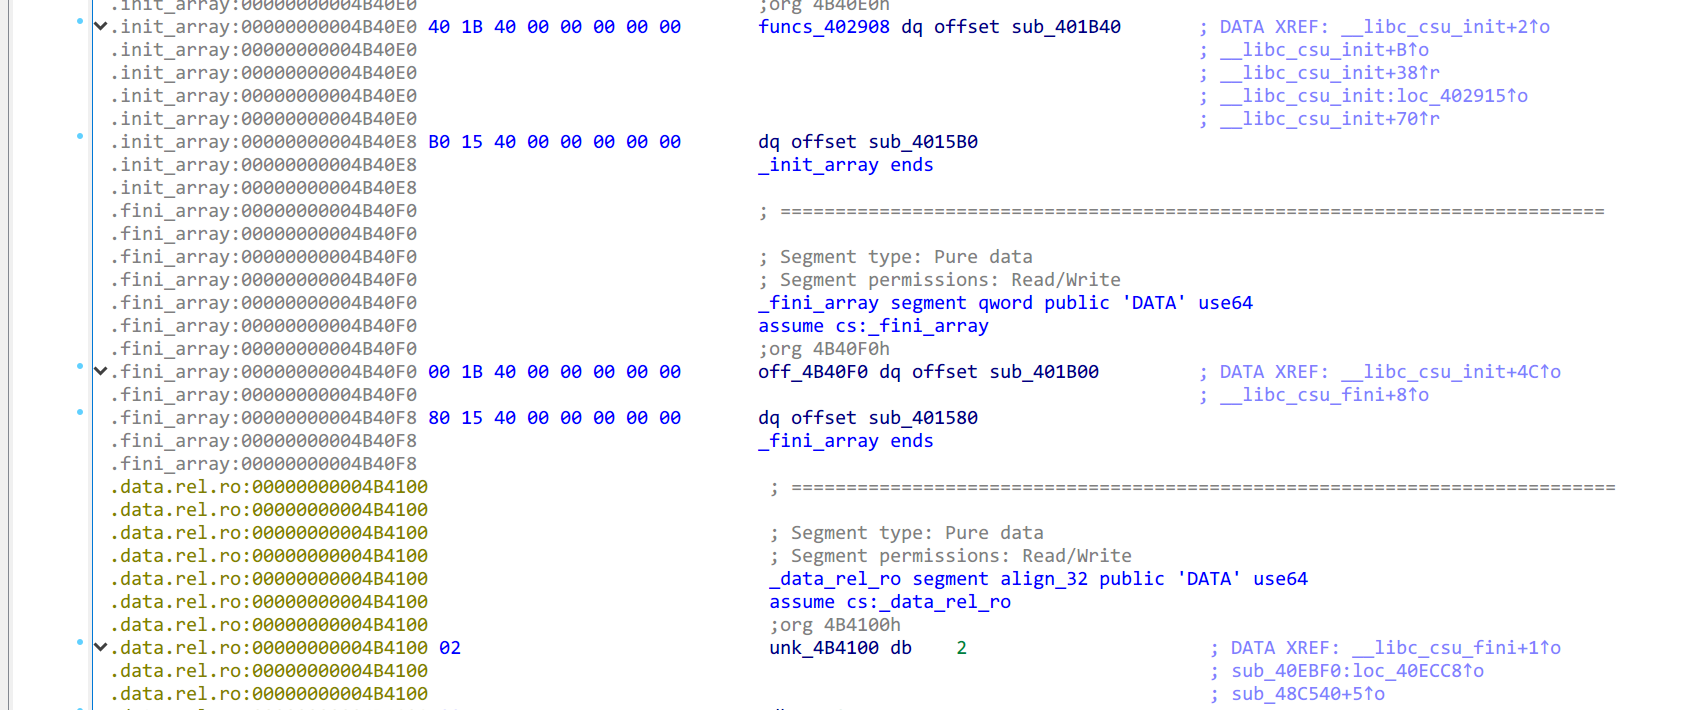 .init_array:00000000004B40E0 ;org 4B40E0h
.init_array:00000000004B40E0 40 1B 40 00 00 00 00 00 funcs_402908 dq offset sub_401B40 ; DATA XREF: __libc_csu_init+2↑o
.init_array:00000000004B40E0 ; __libc_csu_init+B↑o
.init_array:00000000004B40E0 ; __libc_csu_init+38↑r
.init_array:00000000004B40E0 ; __libc_csu_init:loc_402915↑o
.init_array:00000000004B40E0 ; __libc_csu_init+70↑r
.init_array:00000000004B40E8 B0 15 40 00 00 00 00 00 dq offset sub_4015B0
.init_array:00000000004B40E8 _init_array ends
.init_array:00000000004B40E8
.fini_array:00000000004B40F0 ; ===========================================================================
.fini_array:00000000004B40F0
.fini_array:00000000004B40F0 ; Segment type: Pure data
.fini_array:00000000004B40F0 ; Segment permissions: Read/Write
.fini_array:00000000004B40F0 _fini_array segment qword public 'DATA' use64
.fini_array:00000000004B40F0 assume cs:_fini_array
.fini_array:00000000004B40F0 ;org 4B40F0h
.fini_array:00000000004B40F0 00 1B 40 00 00 00 00 00 off_4B40F0 dq offset sub_401B00 ; DATA XREF: __libc_csu_init+4C↑o
.fini_array:00000000004B40F0 ; __libc_csu_fini+8↑o
.fini_array:00000000004B40F8 80 15 40 00 00 00 00 00 dq offset sub_401580
.fini_array:00000000004B40F8 _fini_array ends
.fini_array:00000000004B40F8
.data.rel.ro:00000000004B4100 ; ===========================================================================
.data.rel.ro:00000000004B4100
.data.rel.ro:00000000004B4100 ; Segment type: Pure data
.data.rel.ro:00000000004B4100 ; Segment permissions: Read/Write
.data.rel.ro:00000000004B4100 _data_rel_ro segment align_32 public 'DATA' use64
.data.rel.ro:00000000004B4100 assume cs:_data_rel_ro
.data.rel.ro:00000000004B4100 ;org 4B4100h
.data.rel.ro:00000000004B4100 02 unk_4B4100 db 2 ; DATA XREF: __libc_csu_fini+1↑o
.data.rel.ro:00000000004B4100 ; sub_40EBF0:loc_40ECC8↑o
.data.rel.ro:00000000004B4100 ; sub_48C540+5↑o